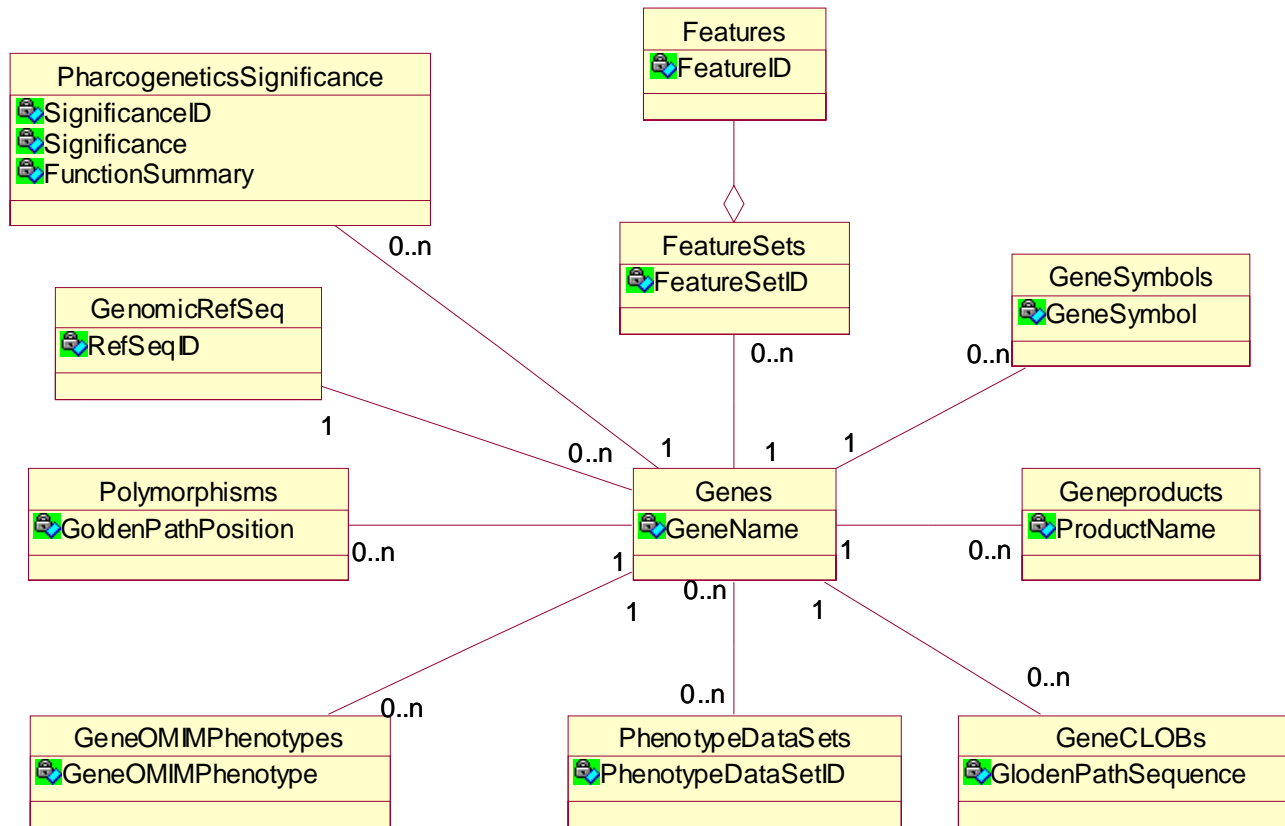 Features
FeatureID
PharcogeneticsSignificance
SignificanceID
Significance
FunctionSummary
0..n
FeatureSets
FeatureSetID
0..n
GeneSymbols
GeneSymbol
0..n
GenomicRefSeq
RefSeqID
1
0..n
1
1
1
Polymorphisms
GoldenPathPosition
0..n
1
Genes
GeneName
Geneproducts
ProductName
1
0..n
1
0..n
1
0..n
0..n
0..n
GeneOMIMPhenotypes
GeneOMIMPhenotype
PhenotypeDataSets
PhenotypeDataSetID
GeneCLOBs
GlodenPathSequence